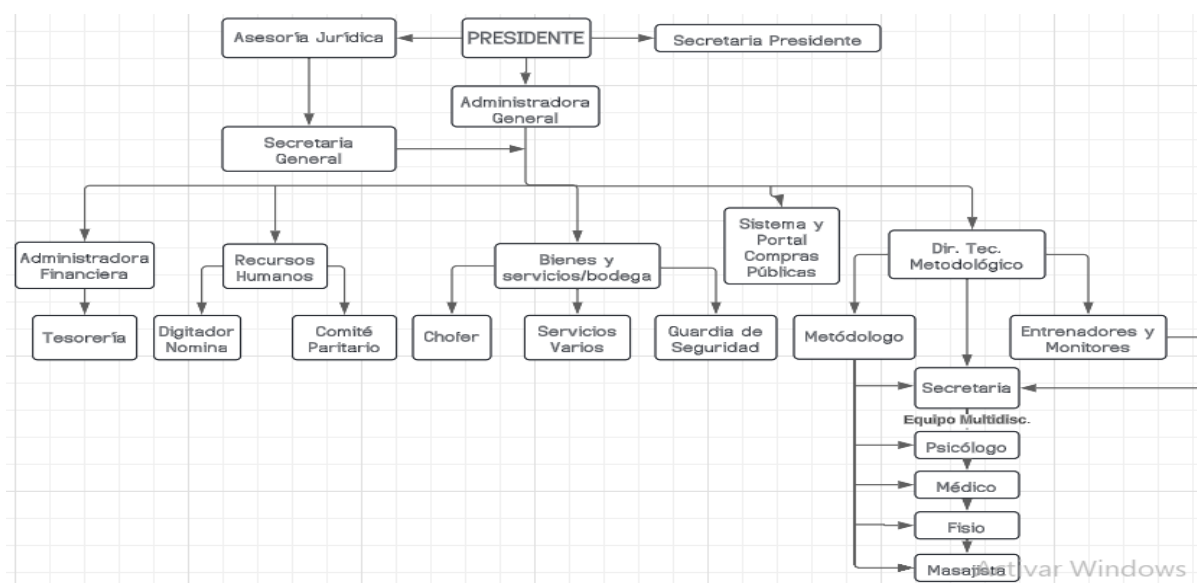 Asesoría Jurídica
PRESIDENTE
Secretaria Presidente
Administradora
General
Secretaria
General
Administradora
Financiera
Recursos
Humanos
Bienes y
servicios/bodega
Sistema y
Portal
Compras
Públicas
Dir. Tec.
Metodológico
Tesorería
Digitador
Nomina
Comité
Paritario
Chofer
Servicios
Varios
Guardia de
Seguridad
Metódologo
Entrenadores y
Monitores
Secretaria
Equipo Multidisc.
Psicólogo
Médico
Fisio
Masajista
Activar Windows